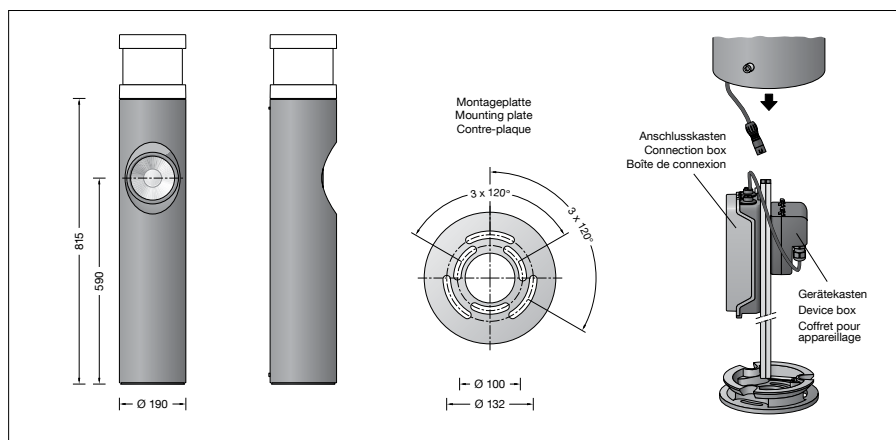 815
590
Ø 190
Montageplatte
Mounting plate
Contre-plaque
3 x 120°
3 x 120°
Ø 100
Ø 132
Anschlusskasten
Connection box
Boîte de connexion
Gerätekasten
Device box
Coffret pour
appareillage